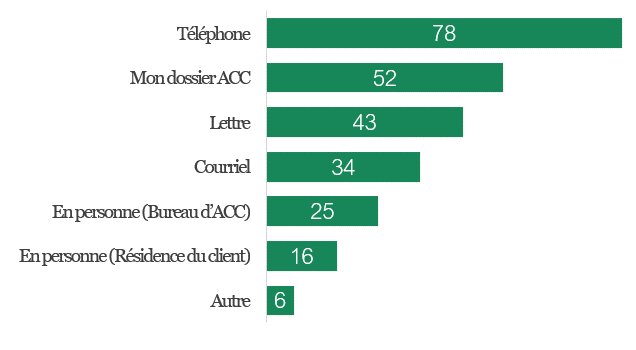 Téléphone 78
Mon dossier ACC 52
Lettre 43
Courriel 34
En personne (Bureau d'ACC) 25
En personne (Résidence du client) 16
Autre 6